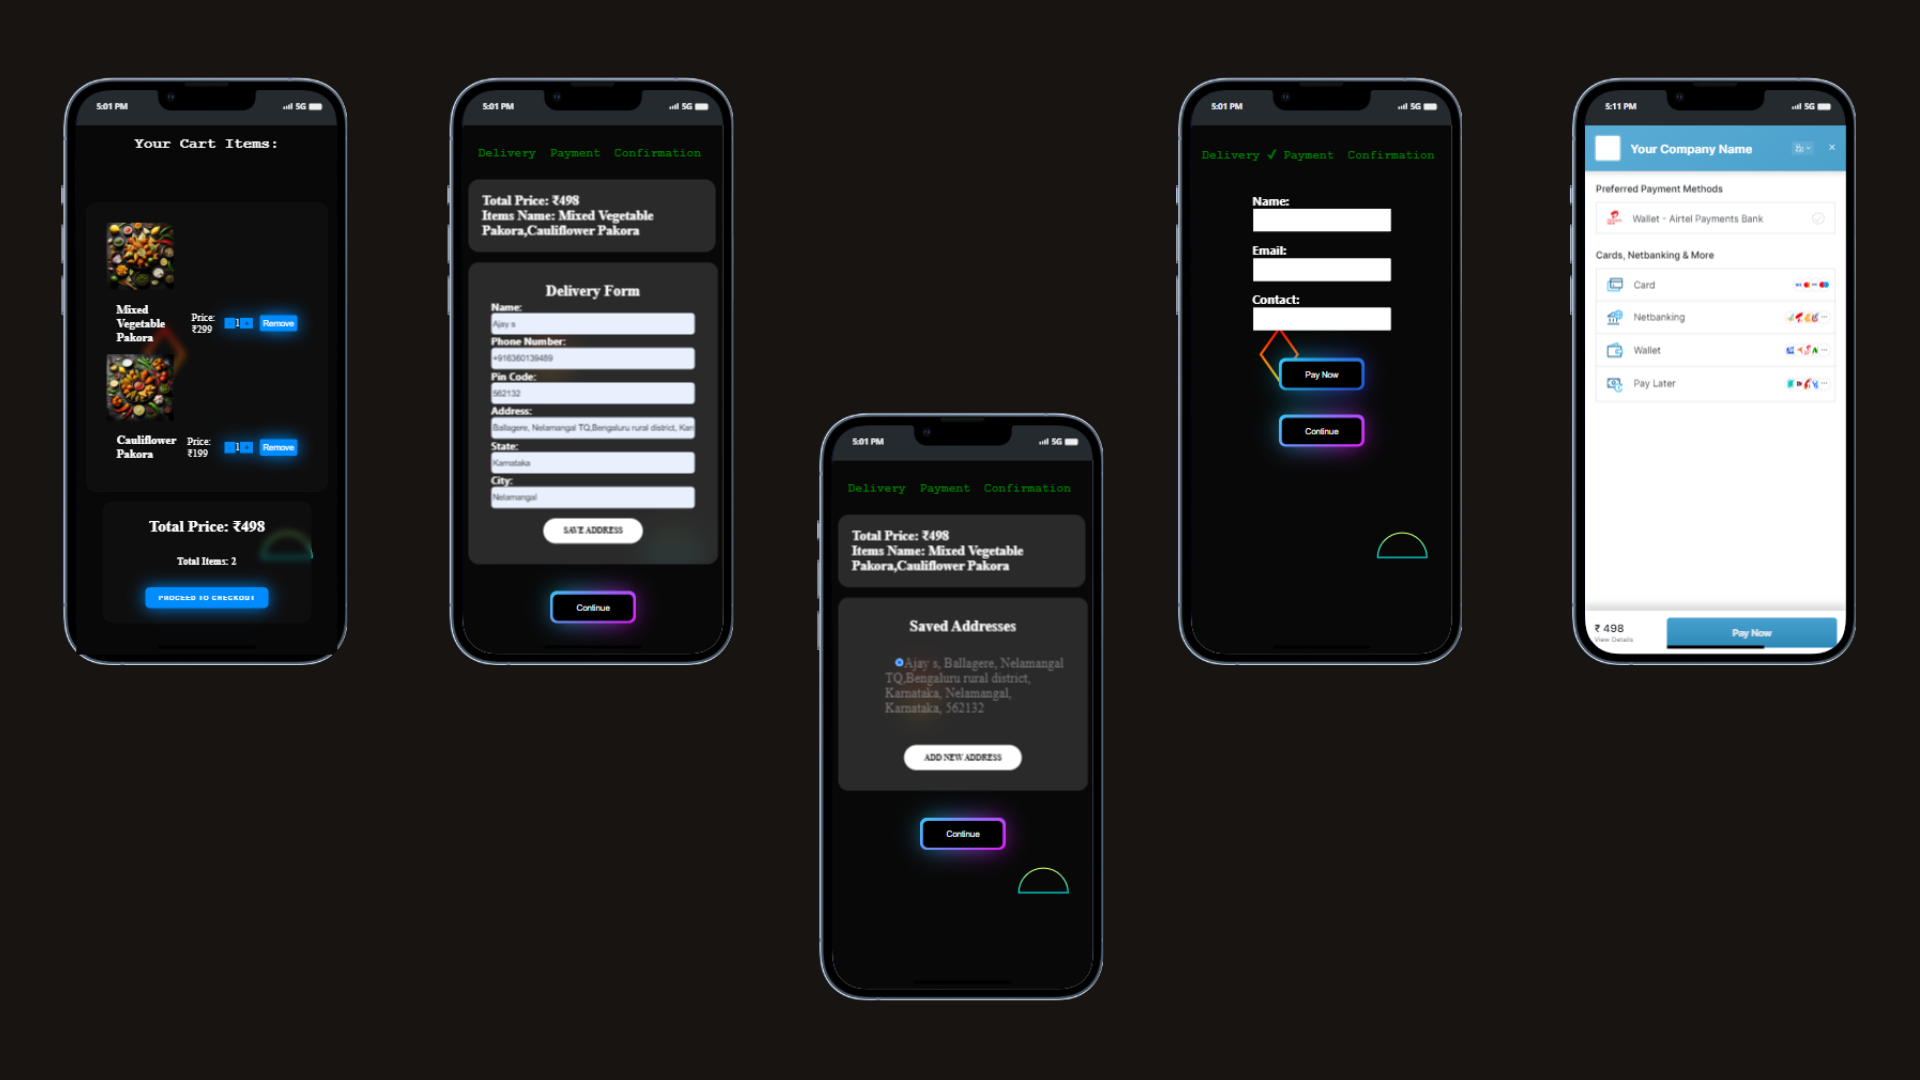 5:01 PM
5G
Your Cart Items:
Mixed
Vegetable
Pakora
Price:
₹299
1
+
Remove
Cauliflower
Pakora
Price:
₹199
1
+
Remove
Total Price: ₹498
Total Items: 2
PROCEED TO CHECKOUT
5:01 PM
5G
Delivery Payment Confirmation
Total Price: ₹498
Items Name: Mixed Vegetable
Pakora,Cauliflower Pakora
Delivery Form
Name:
Ajay s
Phone Number:
+916360139489
Pin Code:
562132
Address:
Ballagere, Nelamangal TQ,Bengaluru rural district, Kar
State:
Karnataka
City:
Nelamangal
SAVE ADDRESS
Continue
5:01 PM
5G
Delivery Payment Confirmation
Total Price: ₹498
Items Name: Mixed Vegetable
Pakora,Cauliflower Pakora
Saved Addresses
Ajay s, Ballagere, Nelamangal
TQ,Bengaluru rural district,
Karnataka, Nelamangal,
Karnataka, 562132
ADD NEW ADDRESS
Continue
5:01 PM
5G
Delivery ✓ Payment Confirmation
Name:
Email:
Contact:
Pay Now
Continue
5:11 PM
5G
Your Company Name
×
Preferred Payment Methods
Wallet - Airtel Payments Bank
Cards, Netbanking & More
Card
Netbanking
Wallet
Pay Later
₹ 498
View Details
Pay Now